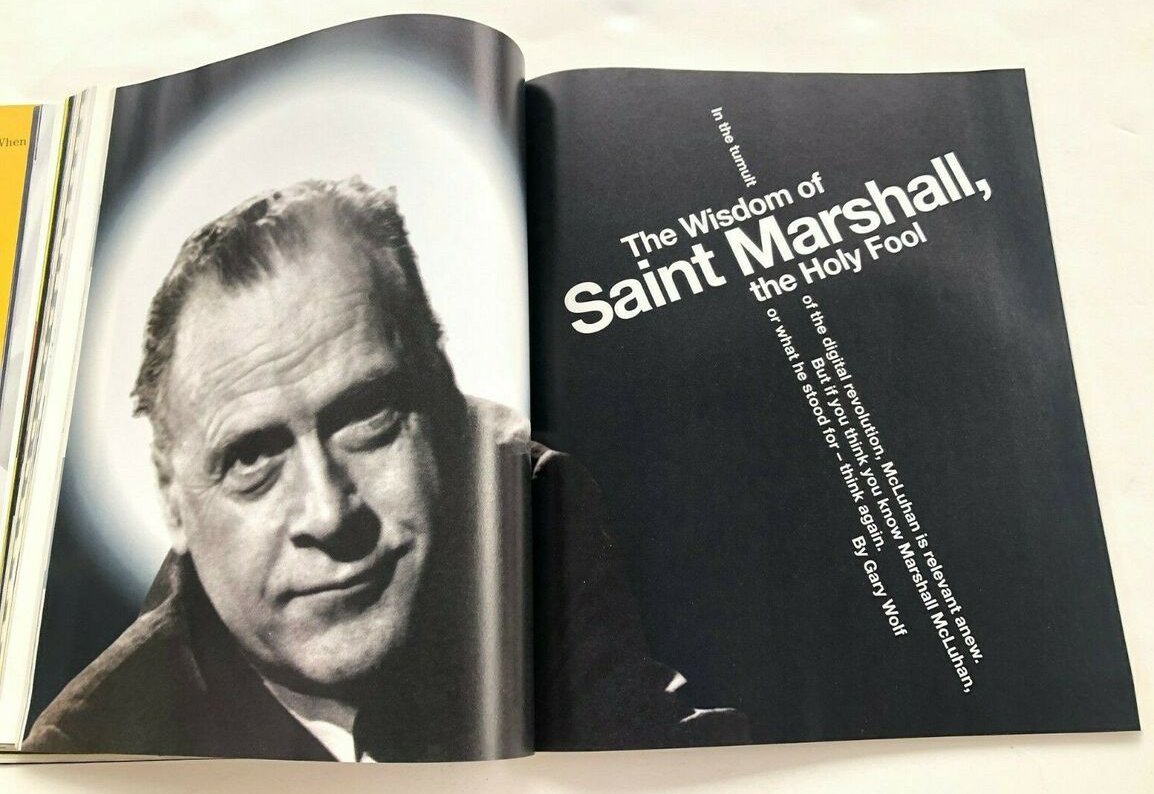 When
In the tumult
The Wisdom of
Saint Marshall,
the Holy Fool
of the digital revolution, McLuhan is relevant anew.
But if you think you know Marshall McLuhan,
or what he stood for – think again.
By Gary Wolf